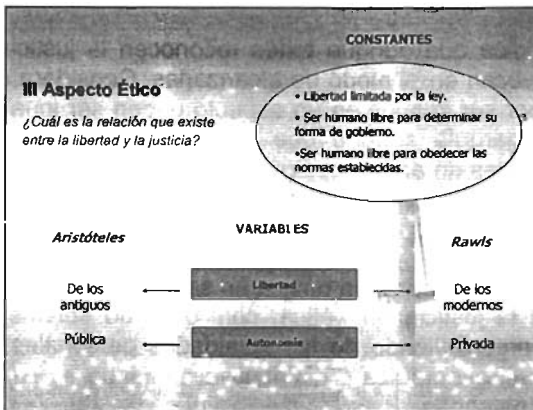 CONSTANTES
III Aspecto Ético
¿Cuál es la relación que existe
entre la libertad y la justicia?
• Libertad limitada por la ley.
• Ser humano libre para determinar su
forma de gobierno.
•Ser humano libre para obedecer las
normas establecidas.
Aristóteles
VARIABLES
Rawls
De los
antiguos
Libertad
De los
modernos
Pública
Autonomía
Privada